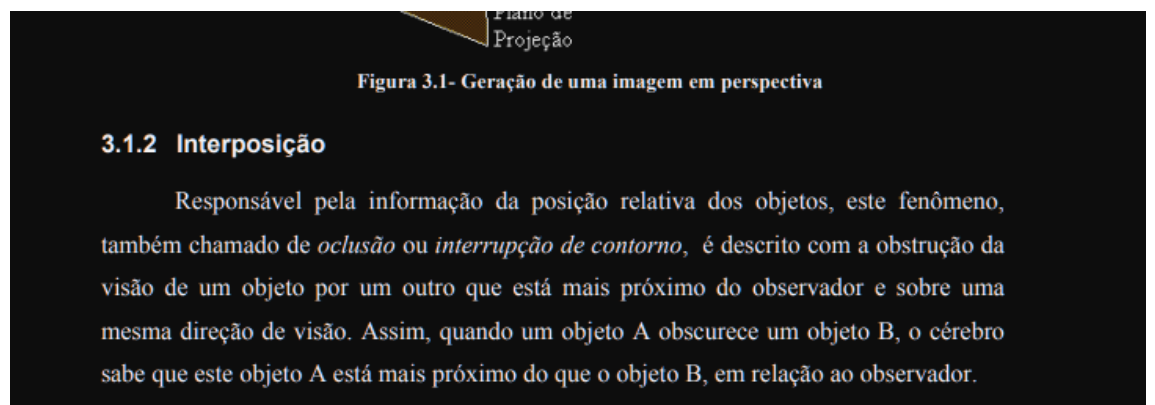 Plano de
Projeção
Figura 3.1- Geração de uma imagem em perspectiva
3.1.2 Interposição
Responsável pela informação da posição relativa dos objetos, este fenômeno,
também chamado de oclusão ou interrupção de contorno, é descrito com a obstrução da
visão de um objeto por um outro que está mais próximo do observador e sobre uma
mesma direção de visão. Assim, quando um objeto A obscurece um objeto B, o cérebro
sabe que este objeto A está mais próximo do que o objeto B, em relação ao observador.